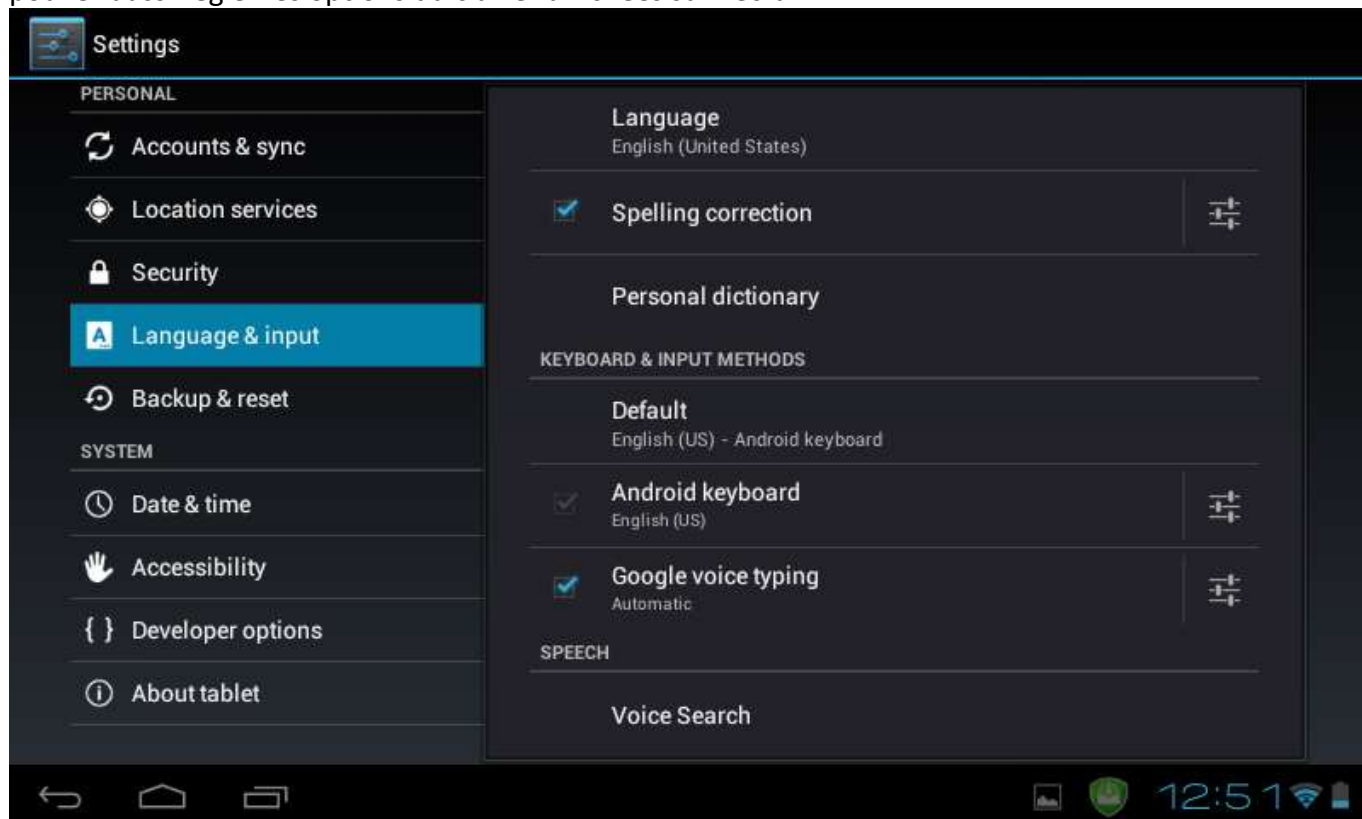 Settings
PERSONAL
Accounts & sync
Location services
Security
Language & input
Backup & reset
SYSTEM
Date & time
Accessibility
{ } Developer options
About tablet
Language
English (United States)
Spelling correction
Personal dictionary
KEYBOARD & INPUT METHODS
Default
English (US) - Android keyboard
Android keyboard
English (US)
Google voice typing
Automatic
SPEECH
Voice Search
12:51